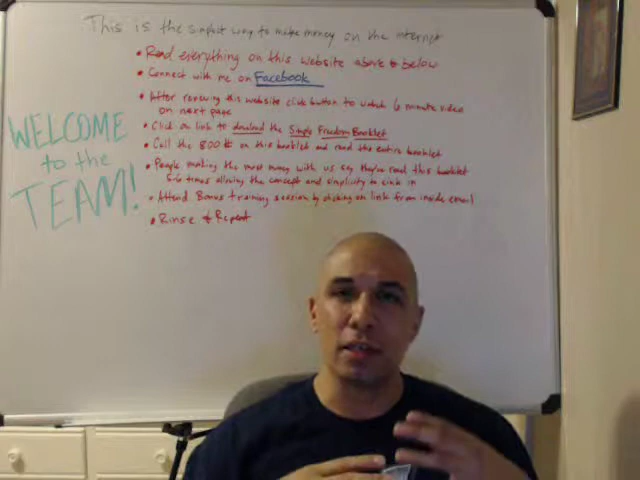 This is the simplest way to make money on the internet
• Read everything on this website above & below
• Connect with me on Facebook
• After reviewing this website click button to watch 6 minute video
on next page
• Click on link to download the Simple Freedom Booklet
• Call the 800 # on this booklet and read the entire booklet
• People making the most money with us say they've read this booklet
5-6 times allowing the concept and simplicity to sink in
• Attend Bonus training session by clicking on link from inside email
• Rinse & Repeat
WELCOME
to the
TEAM!